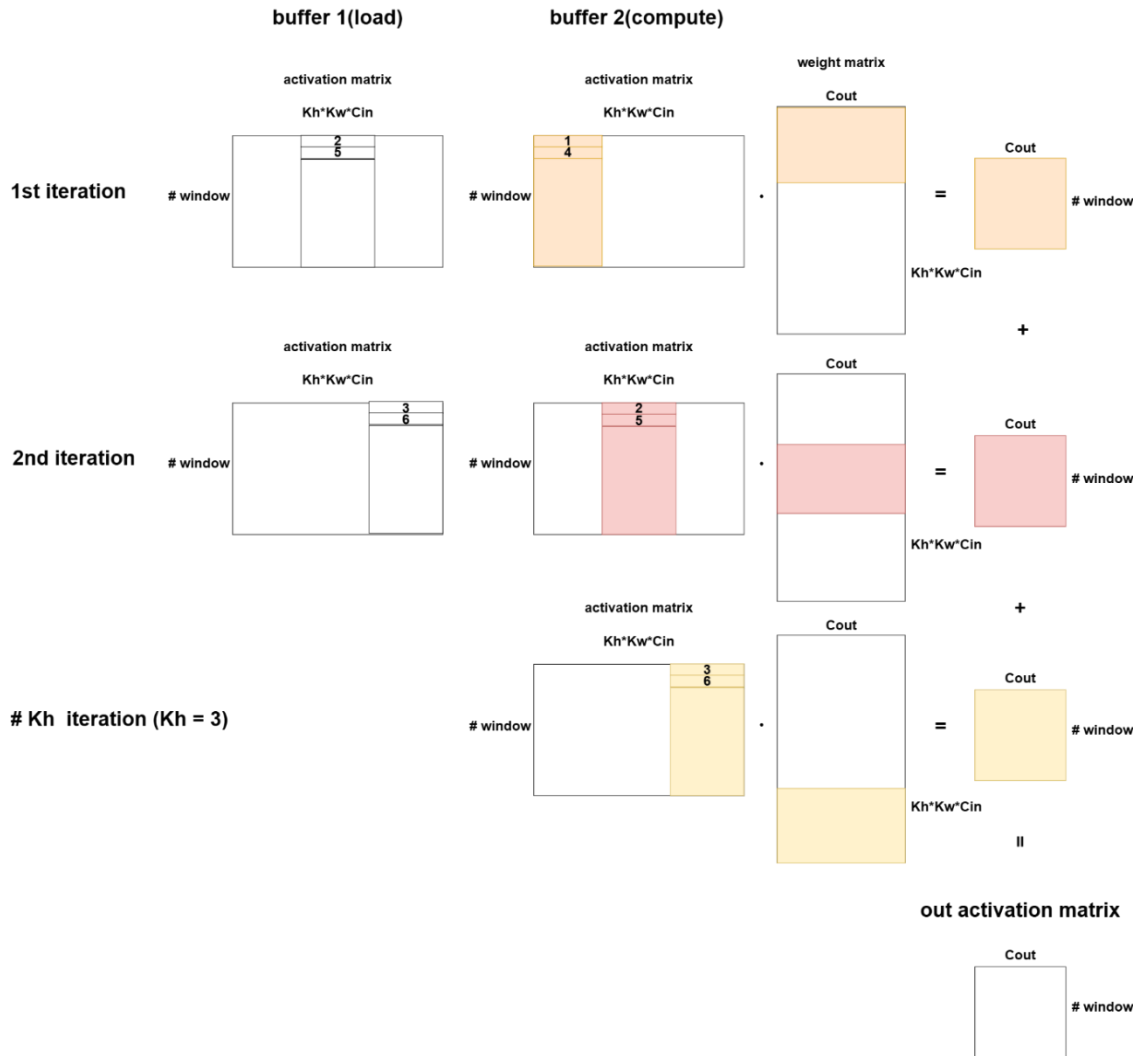 buffer 1(load)
buffer 2(compute)
activation matrix
activation matrix
weight matrix
Kh*Kw*Cin
Kh*Kw*Cin
Cout
1st iteration
# window
2
5
# window
1
4
.
=
Cout
# window
Kh*Kw*Cin
+
activation matrix
activation matrix
Cout
Kh*Kw*Cin
Kh*Kw*Cin
2nd iteration
# window
3
6
# window
2
5
.
=
Cout
# window
Kh*Kw*Cin
+
activation matrix
Cout
Kh*Kw*Cin
# Kh  iteration (Kh = 3)
# window
3
6
.
=
Cout
# window
Kh*Kw*Cin
=
out activation matrix
Cout
# window